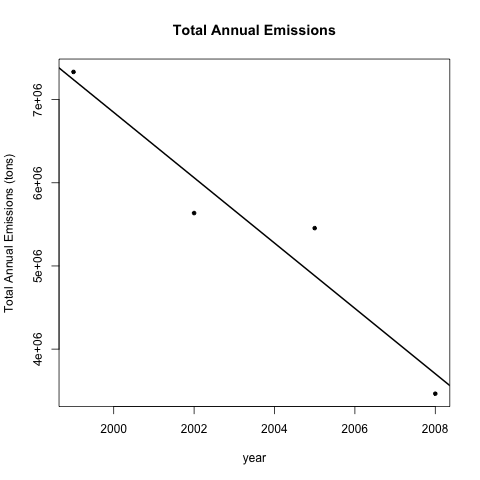 Total Annual Emissions
Total Annual Emissions (tons)
7e+06
6e+06
5e+06
4e+06
2000 2002 2004 2006 2008
year